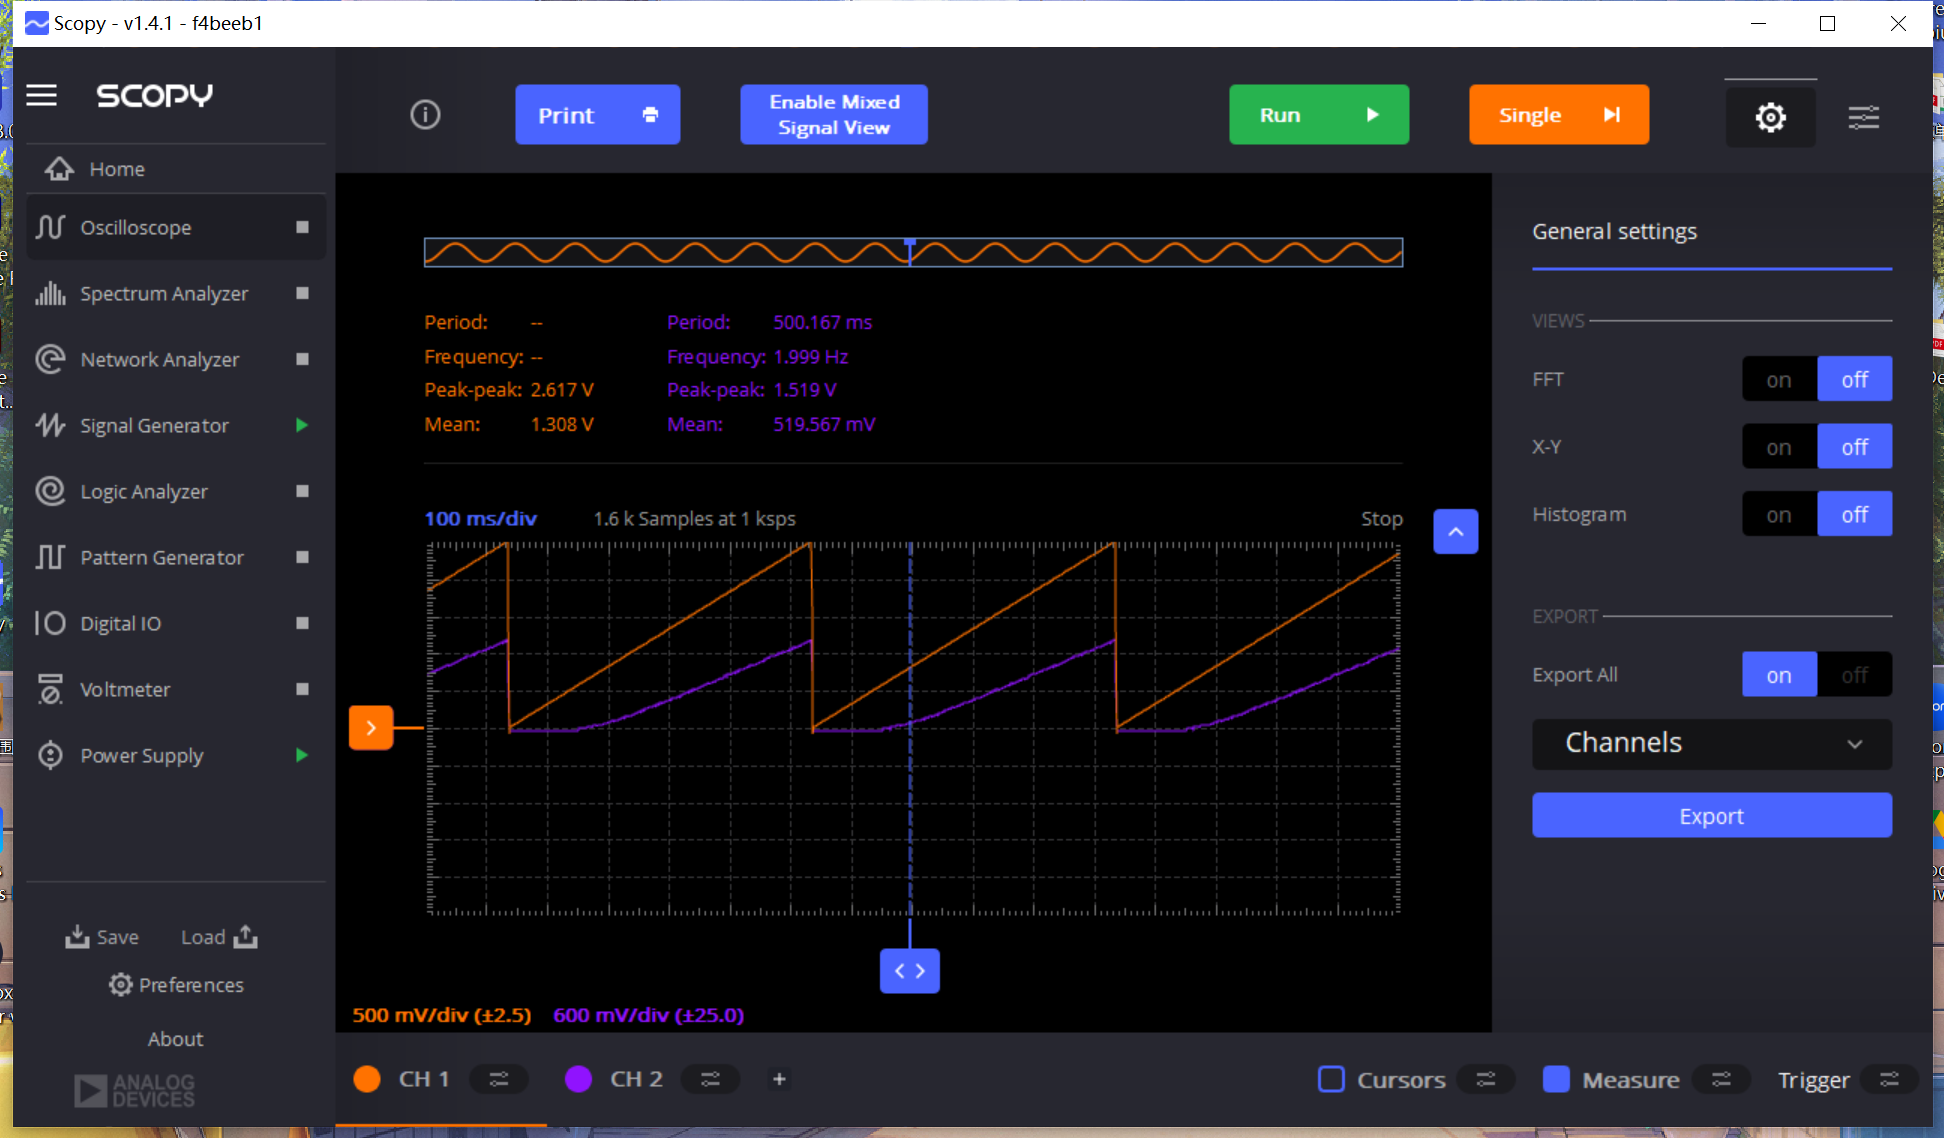 Scopy - v1.4.1 - f4beeb1
SCOPY
Print
Enable Mixed
Signal View
Run
Single
Home
Oscilloscope
Spectrum Analyzer
Network Analyzer
Signal Generator
Logic Analyzer
Pattern Generator
Digital IO
Voltmeter
Power Supply
Save Load
Preferences
About
ANALOG
DEVICES
Period: -- Period: 500.167 ms
Frequency: -- Frequency: 1.999 Hz
Peak-peak: 2.617 V Peak-peak: 1.519 V
Mean: 1.308 V Mean: 519.567 mV
100 ms/div 1.6 k Samples at 1 ksps Stop
500 mV/div (±2.5) 600 mV/div (±25.0)
General settings
VIEWS
FFT on off
X-Y on off
Histogram on off
EXPORT
Export All on off
Channels
Export
CH 1 CH 2 + Cursors Measure Trigger